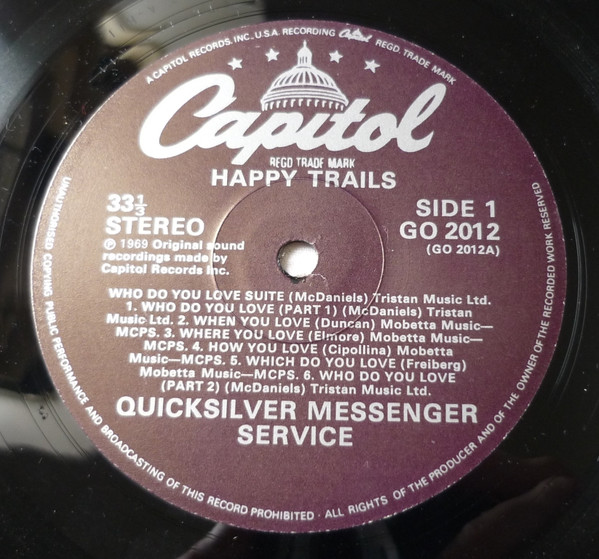 A CAPITOL RECORDS, INC., U.S.A. RECORDING Capitol REGD. TRADE MARK
Capitol
REGD TRADE MARK
HAPPY TRAILS
33⅓
STEREO
℗ 1969 Original sound
recordings made by
Capitol Records Inc.
SIDE 1
GO 2012
(GO 2012A)
WHO DO YOU LOVE SUITE (McDaniels) Tristan Music Ltd.
1. WHO DO YOU LOVE (PART 1) (McDaniels) Tristan
Music Ltd. 2. WHEN YOU LOVE (Duncan) Mobetta Music—
MCPS. 3. WHERE YOU LOVE (Elmore) Mobetta Music—
MCPS. 4. HOW YOU LOVE (Cipollina) Mobetta
Music—MCPS. 5. WHICH DO YOU LOVE (Freiberg)
Mobetta Music—MCPS. 6. WHO DO YOU LOVE
(PART 2) (McDaniels) Tristan Music Ltd.
QUICKSILVER MESSENGER
SERVICE
UNAUTHORISED COPYING PUBLIC PERFORMANCE AND BROADCASTING OF THIS RECORD PROHIBITED · ALL RIGHTS OF THE PRODUCER AND OF THE OWNER OF THE RECORDED WORK RESERVED